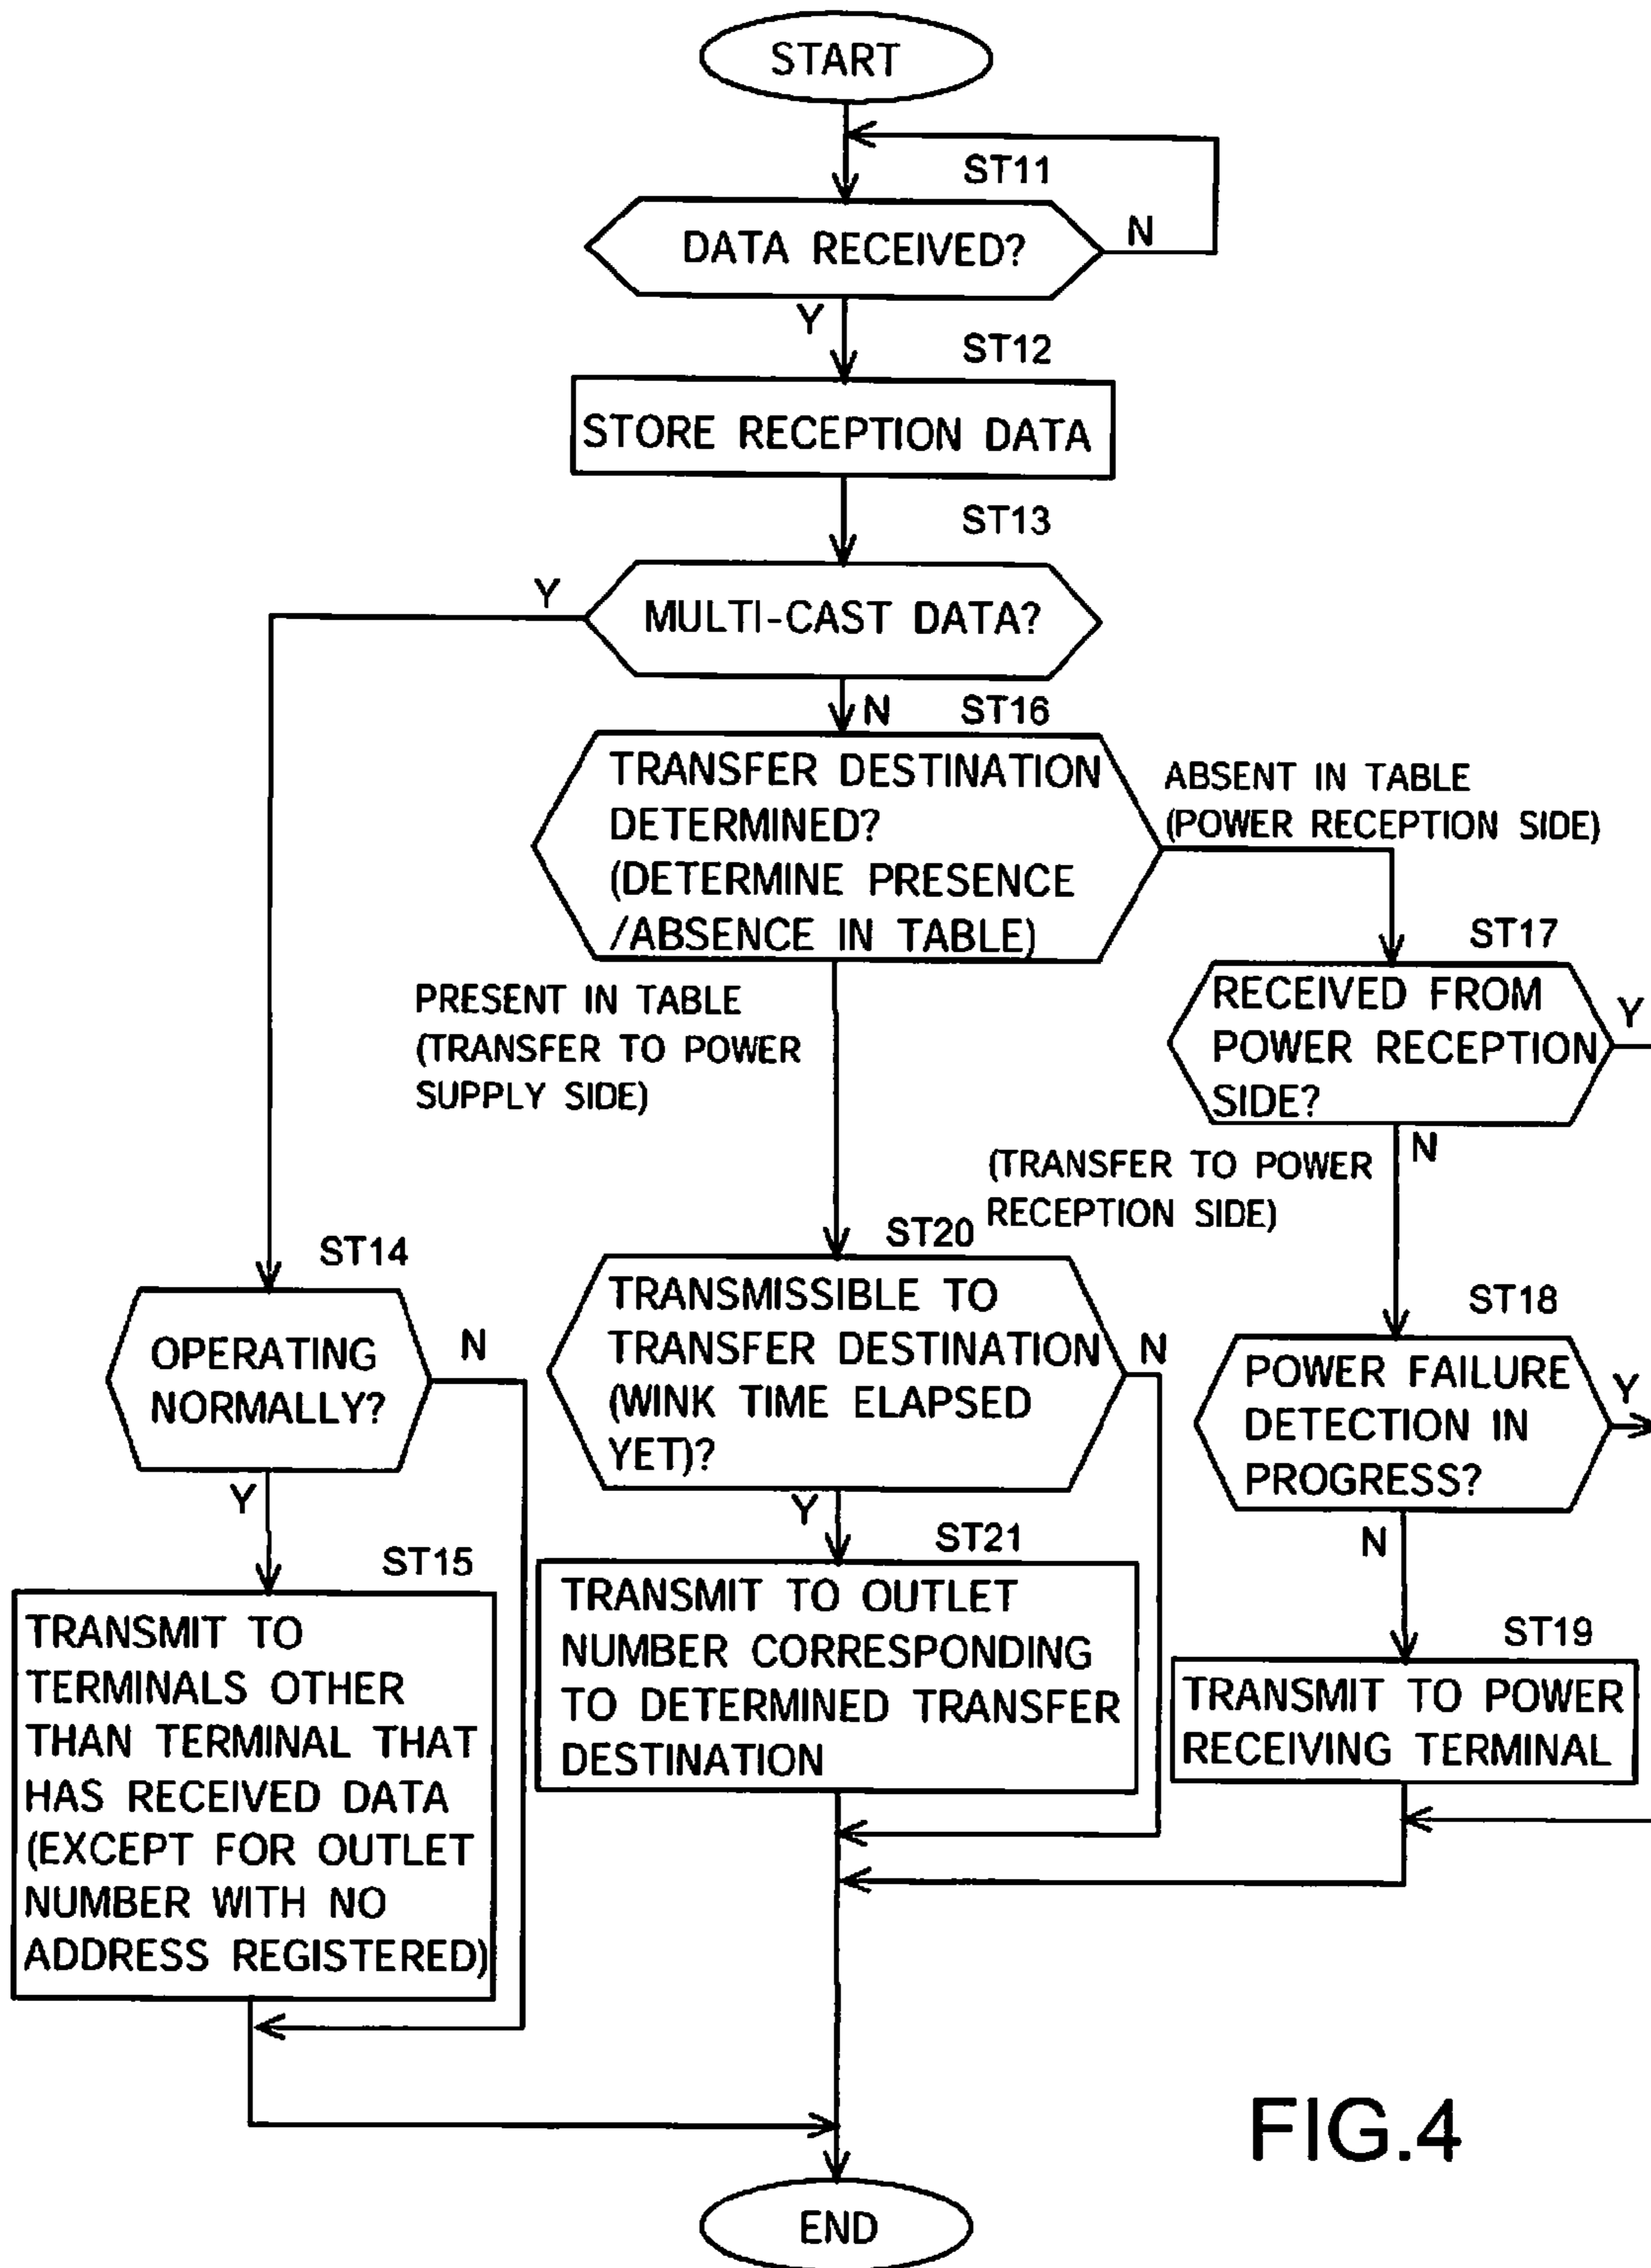 START
ST11
DATA RECEIVED?
N
Y
ST12
STORE RECEPTION DATA
ST13
Y
MULTI-CAST DATA?
N
ST16
TRANSFER DESTINATION
DETERMINED?
(DETERMINE PRESENCE
/ABSENCE IN TABLE)
ABSENT IN TABLE
(POWER RECEPTION SIDE)
ST17
RECEIVED FROM
POWER RECEPTION
SIDE?
Y
N
PRESENT IN TABLE
(TRANSFER TO POWER
SUPPLY SIDE)
(TRANSFER TO POWER
RECEPTION SIDE)
ST14
OPERATING
NORMALLY?
N
Y
ST20
TRANSMISSIBLE TO
TRANSFER DESTINATION
(WINK TIME ELAPSED
YET)?
N
Y
ST18
POWER FAILURE
DETECTION IN
PROGRESS?
Y
N
ST15
TRANSMIT TO
TERMINALS OTHER
THAN TERMINAL THAT
HAS RECEIVED DATA
(EXCEPT FOR OUTLET
NUMBER WITH NO
ADDRESS REGISTERED)
ST21
TRANSMIT TO OUTLET
NUMBER CORRESPONDING
TO DETERMINED TRANSFER
DESTINATION
ST19
TRANSMIT TO POWER
RECEIVING TERMINAL
END
FIG.4